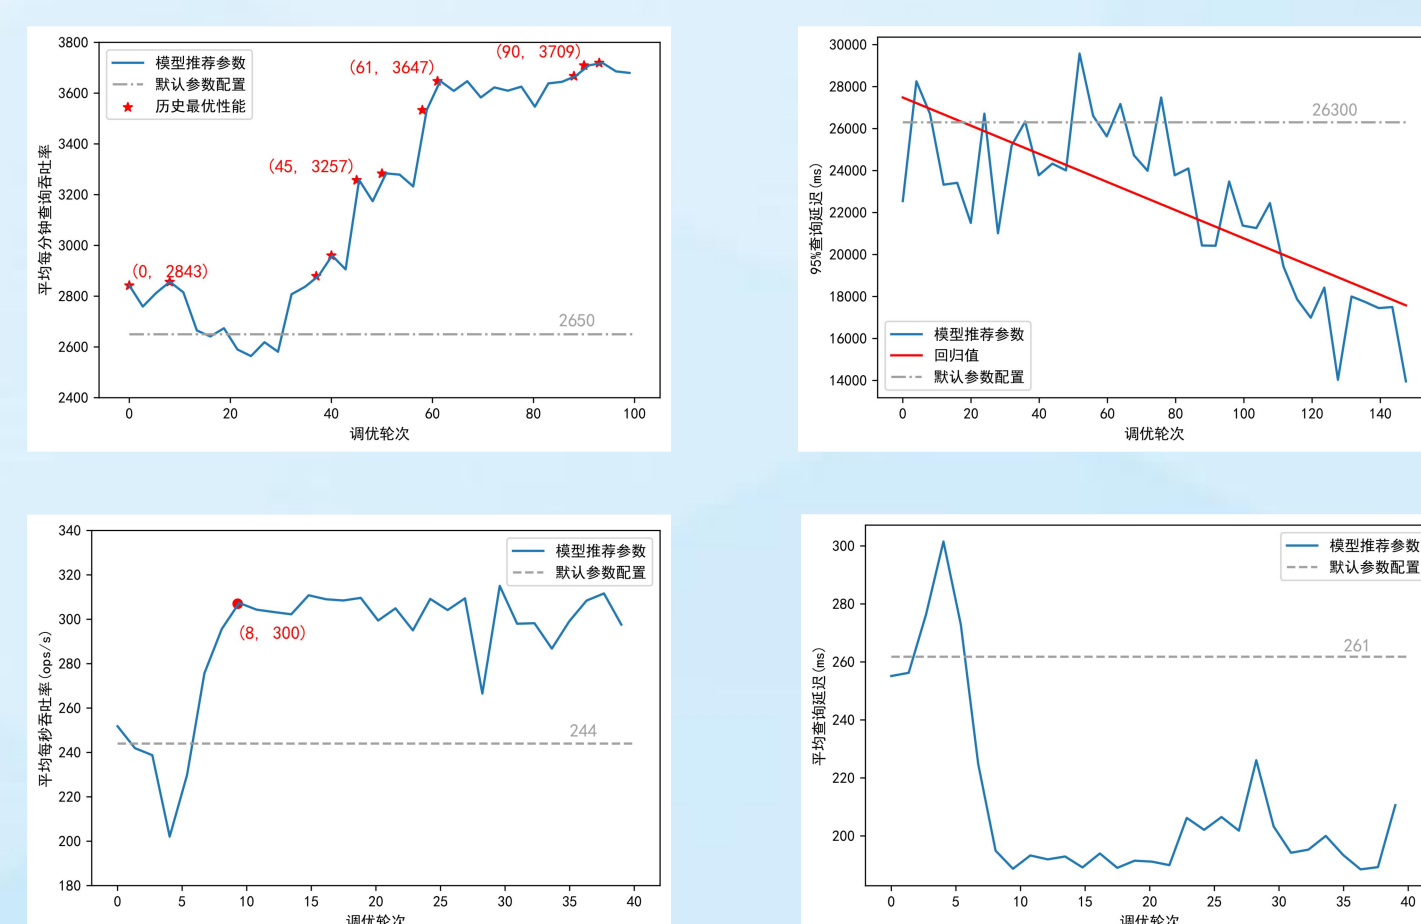 3800
3600
3400
3200
3000
2800
2600
2400
平均每分钟查询吞吐率
模型推荐参数
默认参数配置
历史最优性能
(0, 2843)
(45, 3257)
(61, 3647)
(90, 3709)
2650
0 20 40 60 80 100
调优轮次
30000
28000
26000
24000
22000
20000
18000
16000
14000
95%查询延迟(ms)
26300
模型推荐参数
回归值
默认参数配置
0 20 40 60 80 100 120 140
调优轮次
340
320
300
280
260
240
220
200
180
平均每秒吞吐率(ops/s)
模型推荐参数
默认参数配置
(8, 300)
244
0 5 10 15 20 25 30 35 40
调优轮次
300
280
260
240
220
200
平均查询延迟(ms)
模型推荐参数
默认参数配置
261
0 5 10 15 20 25 30 35 40
调优轮次